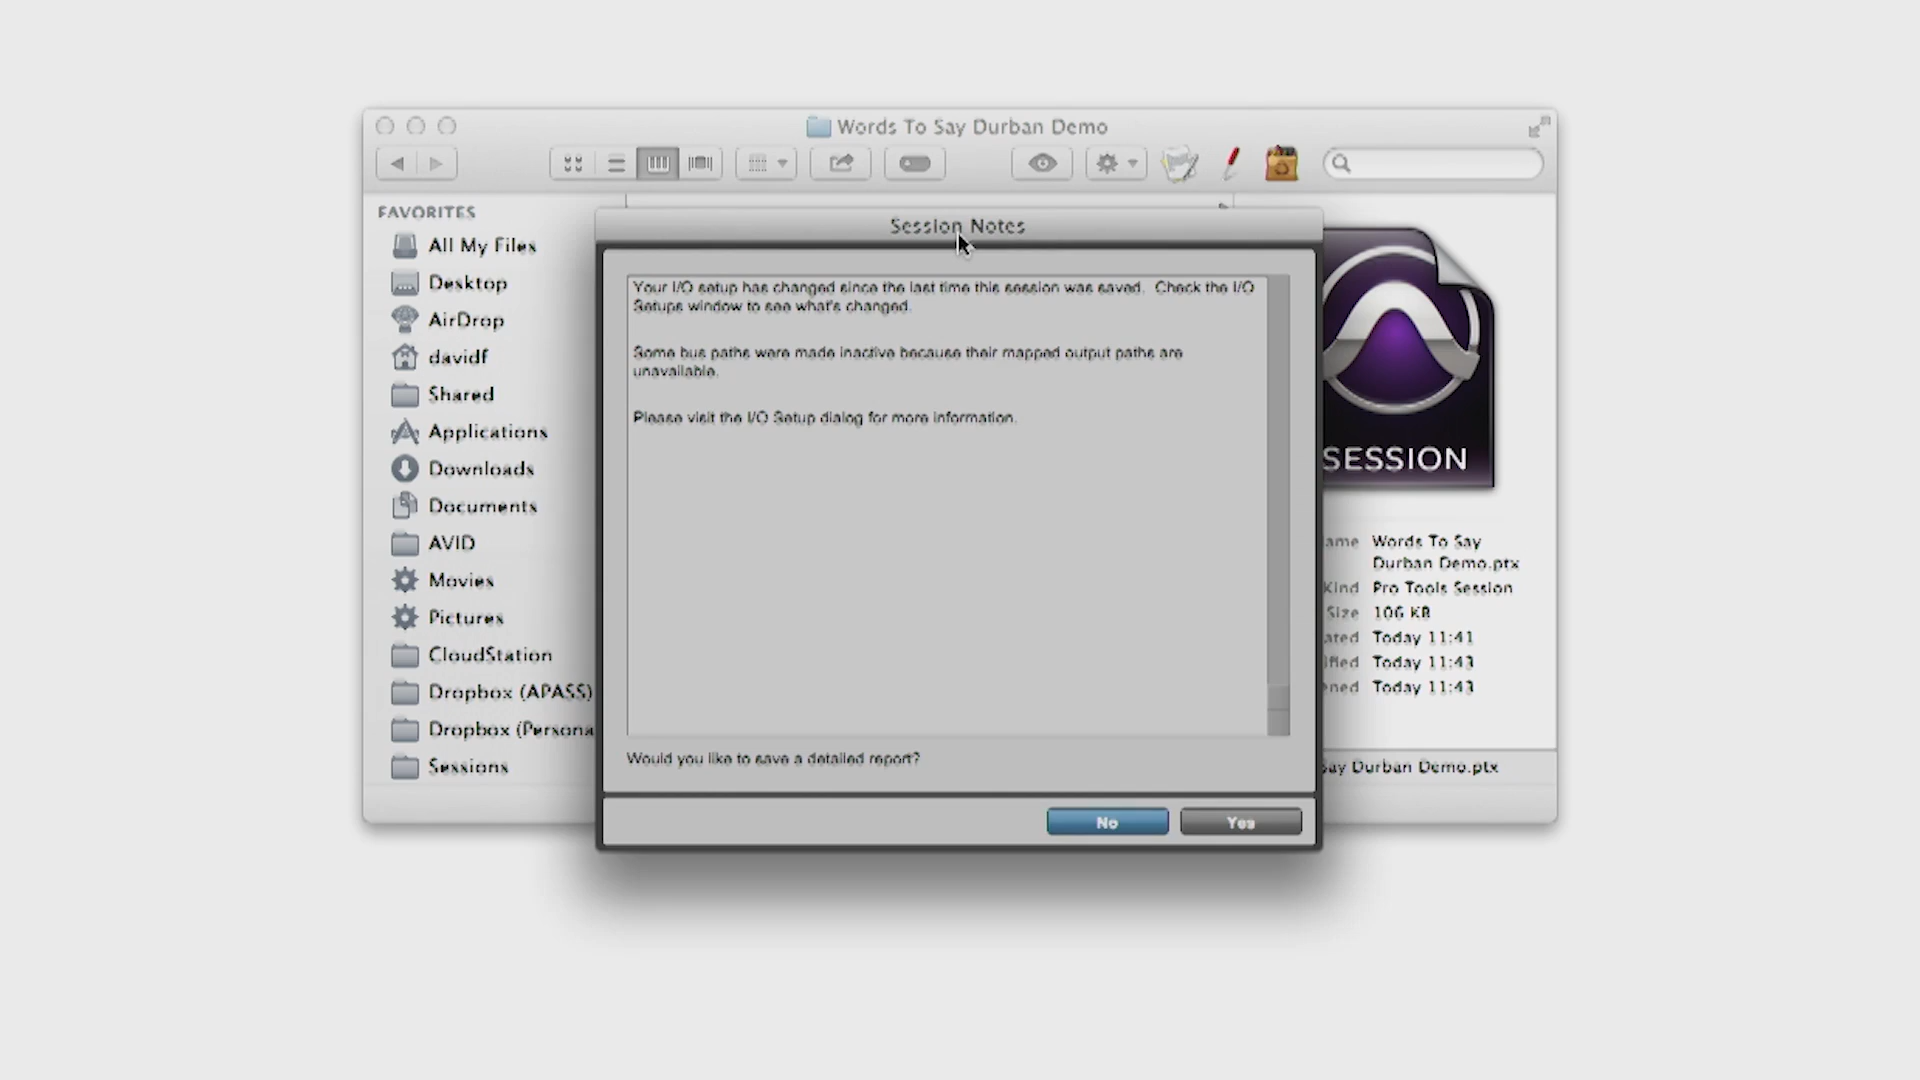 Words To Say Durban Demo
FAVORITES
All My Files
Desktop
AirDrop
davidf
Shared
Applications
Downloads
Documents
AVID
Movies
Pictures
CloudStation
Dropbox (APASS)
Dropbox (Persona
Sessions
Session Notes
Your I/O setup has changed since the last time this session was saved.  Check the I/O
Setups window to see what's changed.
Some bus paths were made inactive because their mapped output paths are
unavailable.
Please visit the I/O Setup dialog for more information.
Would you like to save a detailed report?
No
Yes
SESSION
ame Words To Say
Durban Demo.ptx
Kind Pro Tools Session
Size 106 KB
ated Today 11:41
ified Today 11:43
ened Today 11:43
Say Durban Demo.ptx